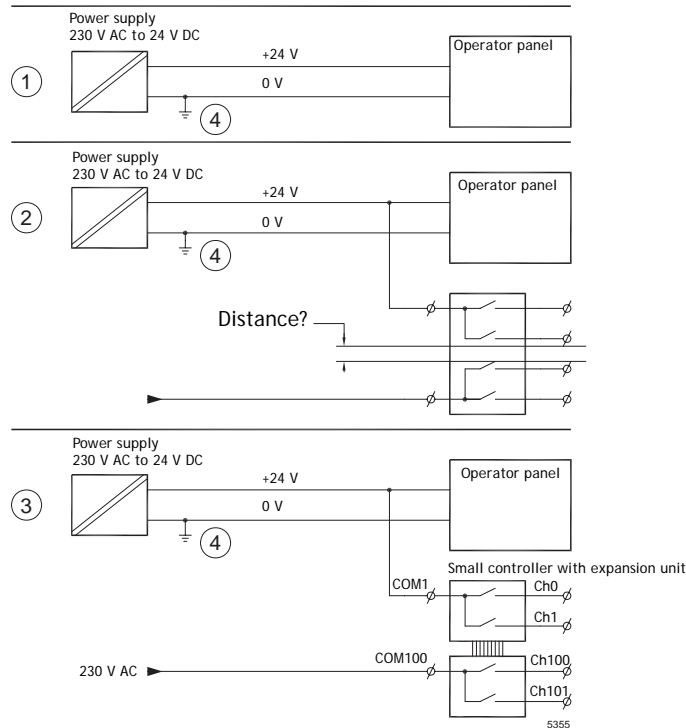 Power supply
230 V AC to 24 V DC
+24 V
Operator panel
1
0 V
4
Power supply
230 V AC to 24 V DC
+24 V
Operator panel
2
0 V
4
Distance?
Power supply
230 V AC to 24 V DC
+24 V
Operator panel
3
0 V
4
Small controller with expansion unit
COM1
Ch0
Ch1
COM100
Ch100
230 V AC
Ch101
5355